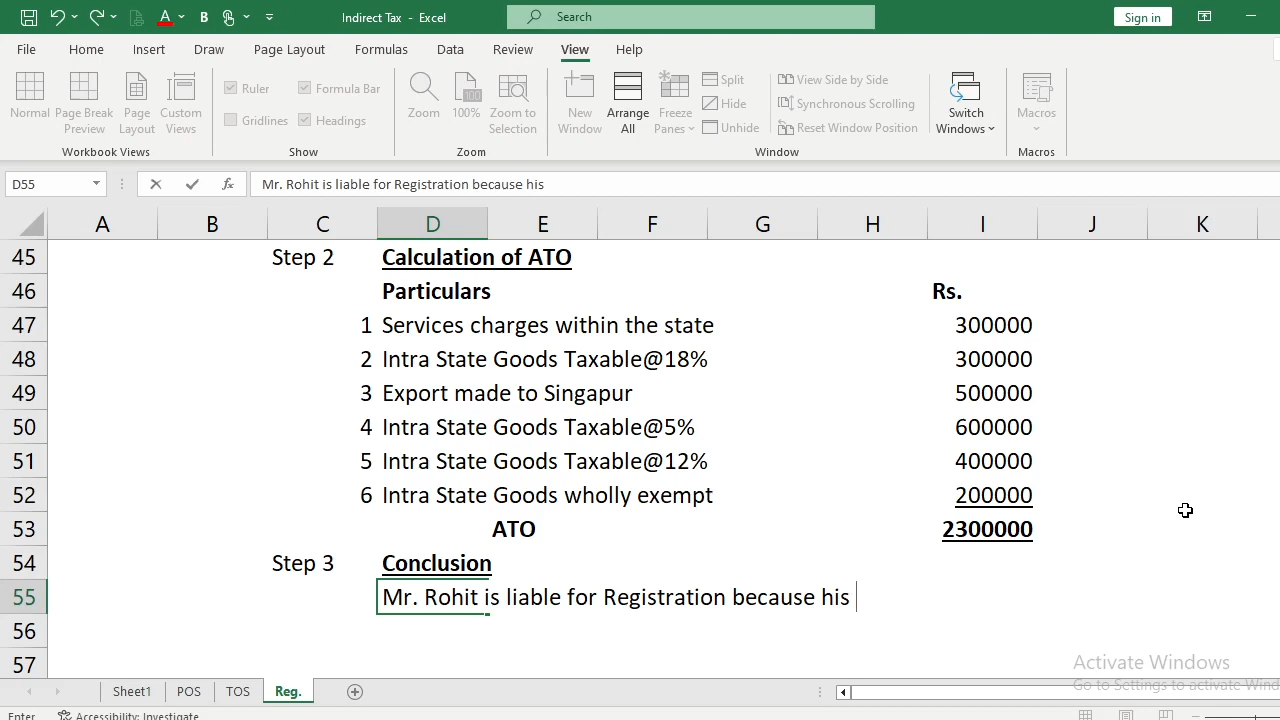 Indirect Tax - Excel
Search
Sign in
File Home Insert Draw Page Layout Formulas Data Review View Help
Normal
Page Break Preview
Page Layout
Custom Views
Workbook Views
Ruler
Formula Bar
Gridlines
Headings
Show
Zoom
100%
Zoom to Selection
Zoom
New Window
Arrange All
Freeze Panes
Split
Hide
Unhide
View Side by Side
Synchronous Scrolling
Reset Window Position
Switch Windows
Window
Macros
Macros
D55 fx Mr. Rohit is liable for Registration because his
A B C D E F G H I J K
45 Step 2 Calculation of ATO
46 Particulars Rs.
47 1 Services charges within the state 300000
48 2 Intra State Goods Taxable@18% 300000
49 3 Export made to Singapur 500000
50 4 Intra State Goods Taxable@5% 600000
51 5 Intra State Goods Taxable@12% 400000
52 6 Intra State Goods wholly exempt 200000
53 ATO 2300000
54 Step 3 Conclusion
55 Mr. Rohit is liable for Registration because his
56
57
Activate Windows
Go to Settings to activate Wind
Sheet1 POS TOS Reg.
Enter Accessibility: Investigate